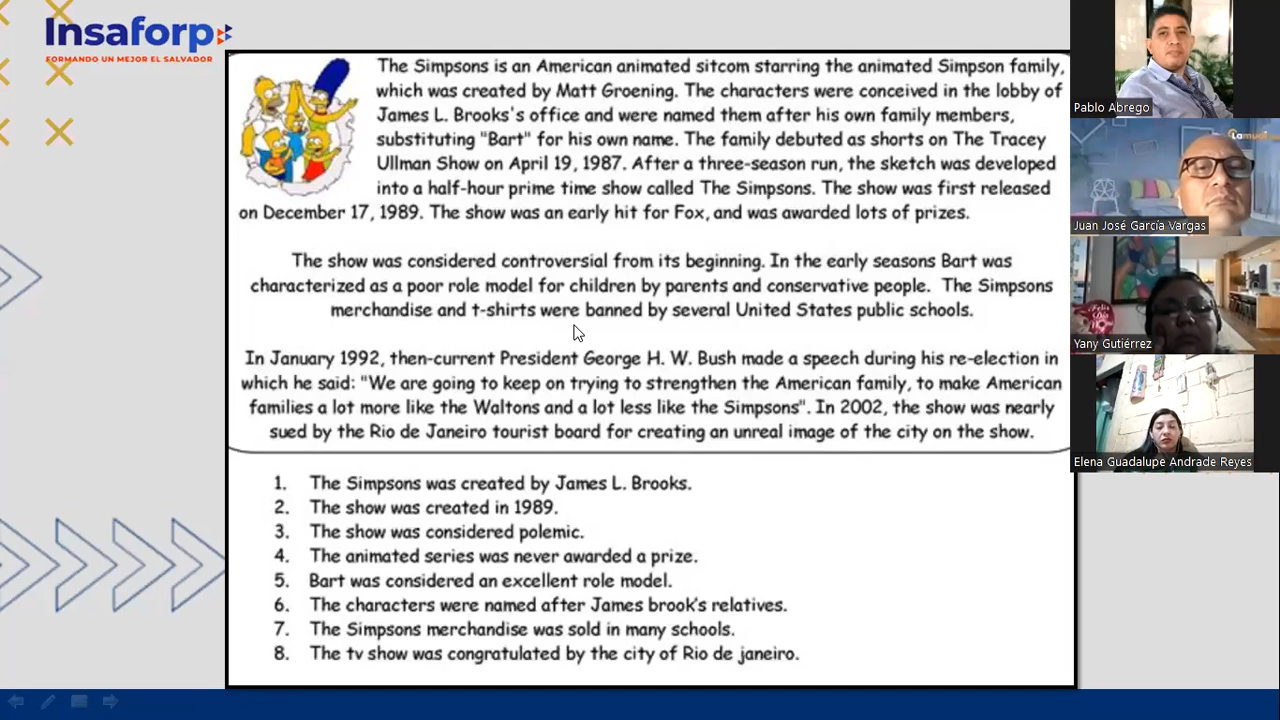 Insaforp
FORMANDO UN MEJOR EL SALVADOR
The Simpsons is an American animated sitcom starring the animated Simpson family,
which was created by Matt Groening. The characters were conceived in the lobby of
James L. Brooks's office and were named them after his own family members,
substituting "Bart" for his own name. The family debuted as shorts on The Tracey
Ullman Show on April 19, 1987. After a three-season run, the sketch was developed
into a half-hour prime time show called The Simpsons. The show was first released
on December 17, 1989. The show was an early hit for Fox, and was awarded lots of prizes.
The show was considered controversial from its beginning. In the early seasons Bart was
characterized as a poor role model for children by parents and conservative people. The Simpsons
merchandise and t-shirts were banned by several United States public schools.
In January 1992, then-current President George H. W. Bush made a speech during his re-election in
which he said: "We are going to keep on trying to strengthen the American family, to make American
families a lot more like the Waltons and a lot less like the Simpsons". In 2002, the show was nearly
sued by the Rio de Janeiro tourist board for creating an unreal image of the city on the show.
1. The Simpsons was created by James L. Brooks.
2. The show was created in 1989.
3. The show was considered polemic.
4. The animated series was never awarded a prize.
5. Bart was considered an excellent role model.
6. The characters were named after James brook's relatives.
7. The Simpsons merchandise was sold in many schools.
8. The tv show was congratulated by the city of Rio de janeiro.
Pablo Abrego
Juan José García Vargas
Yany Gutiérrez
Elena Guadalupe Andrade Reyes